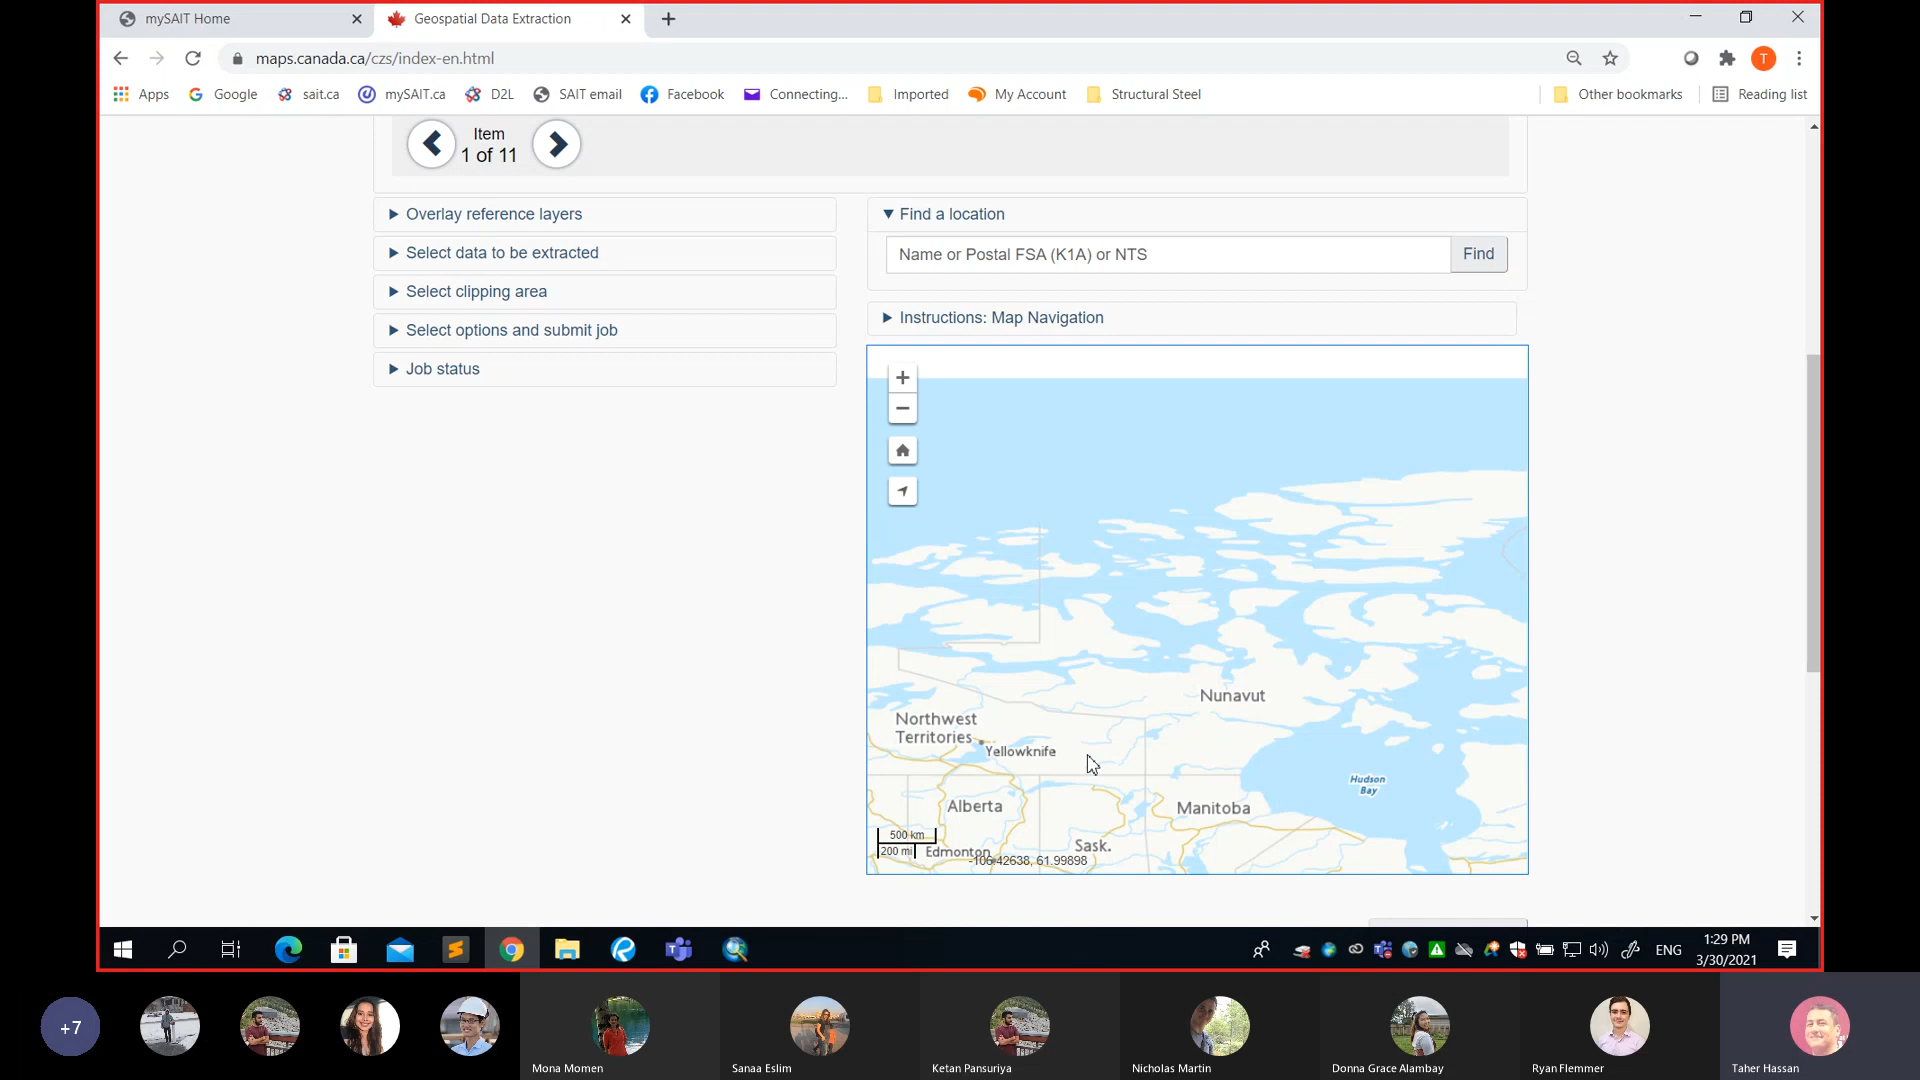 mySAIT Home
Geospatial Data Extraction
maps.canada.ca/czs/index-en.html
T
Apps
Google
sait.ca
mySAIT.ca
D2L
SAIT email
Facebook
Connecting...
Imported
My Account
Structural Steel
Other bookmarks
Reading list
Item
1 of 11
Overlay reference layers
Select data to be extracted
Select clipping area
Select options and submit job
Job status
Find a location
Name or Postal FSA (K1A) or NTS
Find
Instructions: Map Navigation
+
−
Nunavut
Northwest
Territories
Yellowknife
Hudson
Bay
Alberta
Manitoba
500 km
200 mi
Edmonton
Sask.
-106.42638, 61.99898
ENG
1:29 PM
3/30/2021
+7
Mona Momen
Sanaa Eslim
Ketan Pansuriya
Nicholas Martin
Donna Grace Alambay
Ryan Flemmer
Taher Hassan